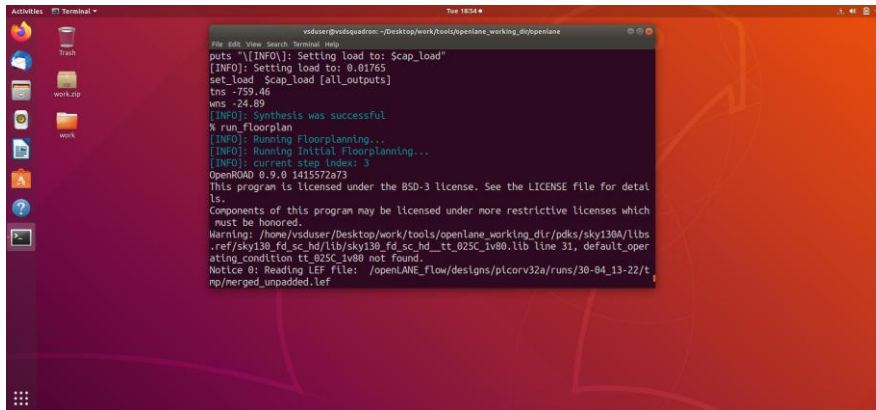 Activities
Terminal
Tue 18:54
vsduser@vsdsquadron: ~/Desktop/work/tools/openlane_working_dir/openlane
File Edit View Search Terminal Help
Trash
work.zip
work
puts "\[INFO\]: Setting load to: $cap_load"
[INFO]: Setting load to: 0.01765
set_load  $cap_load [all_outputs]
tns -759.46
wns -24.89
[INFO]: Synthesis was successful
% run_floorplan
[INFO]: Running Floorplanning...
[INFO]: Running Initial Floorplanning...
[INFO]: current step index: 3
OpenROAD 0.9.0 1415572a73
This program is licensed under the BSD-3 license. See the LICENSE file for detai
ls.
Components of this program may be licensed under more restrictive licenses which
 must be honored.
Warning: /home/vsduser/Desktop/work/tools/openlane_working_dir/pdks/sky130A/libs
.ref/sky130_fd_sc_hd/lib/sky130_fd_sc_hd__tt_025C_1v80.lib line 31, default_oper
ating_condition tt_025C_1v80 not found.
Notice 0: Reading LEF file:  /openLANE_flow/designs/picorv32a/runs/30-04_13-22/t
mp/merged_unpadded.lef